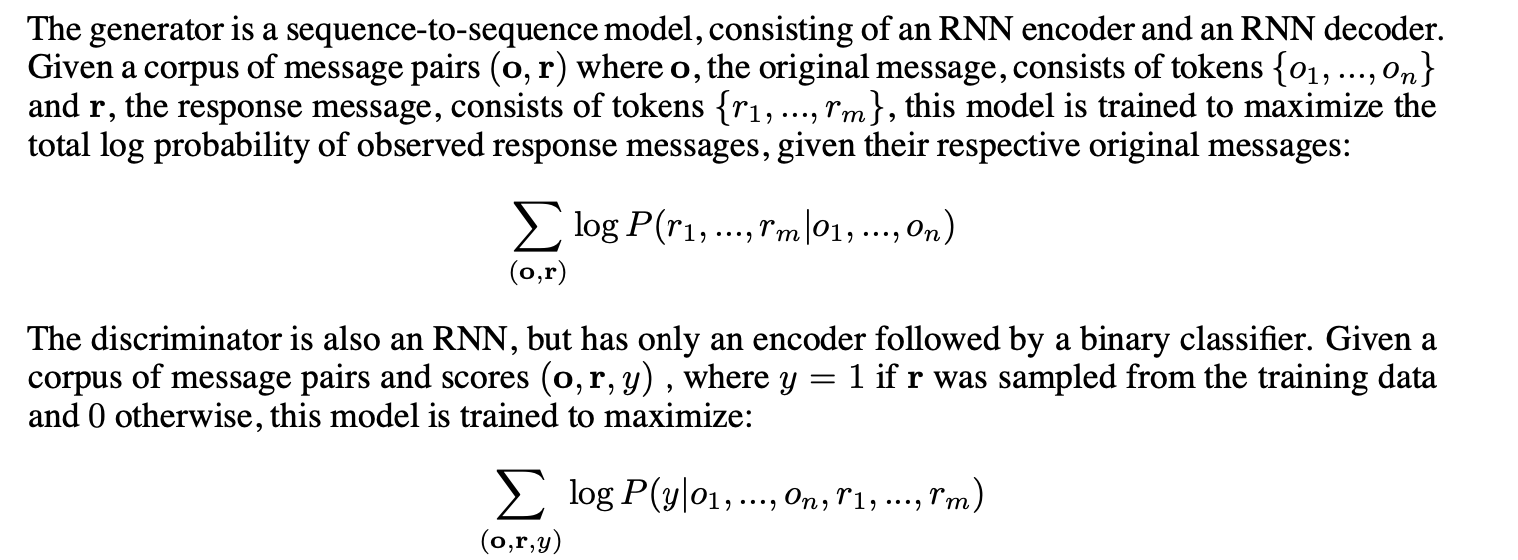 The generator is a sequence-to-sequence model, consisting of an RNN encoder and an RNN decoder.
Given a corpus of message pairs (o, r) where o, the original message, consists of tokens {o₁, ..., oₙ}
and r, the response message, consists of tokens {r₁, ..., rₘ}, this model is trained to maximize the
total log probability of observed response messages, given their respective original messages:
∑ log P(r₁, ..., rₘ|o₁, ..., oₙ)
(o,r)
The discriminator is also an RNN, but has only an encoder followed by a binary classifier. Given a
corpus of message pairs and scores (o, r, y) , where y = 1 if r was sampled from the training data
and 0 otherwise, this model is trained to maximize:
∑ log P(y|o₁, ..., oₙ, r₁, ..., rₘ)
(o,r,y)